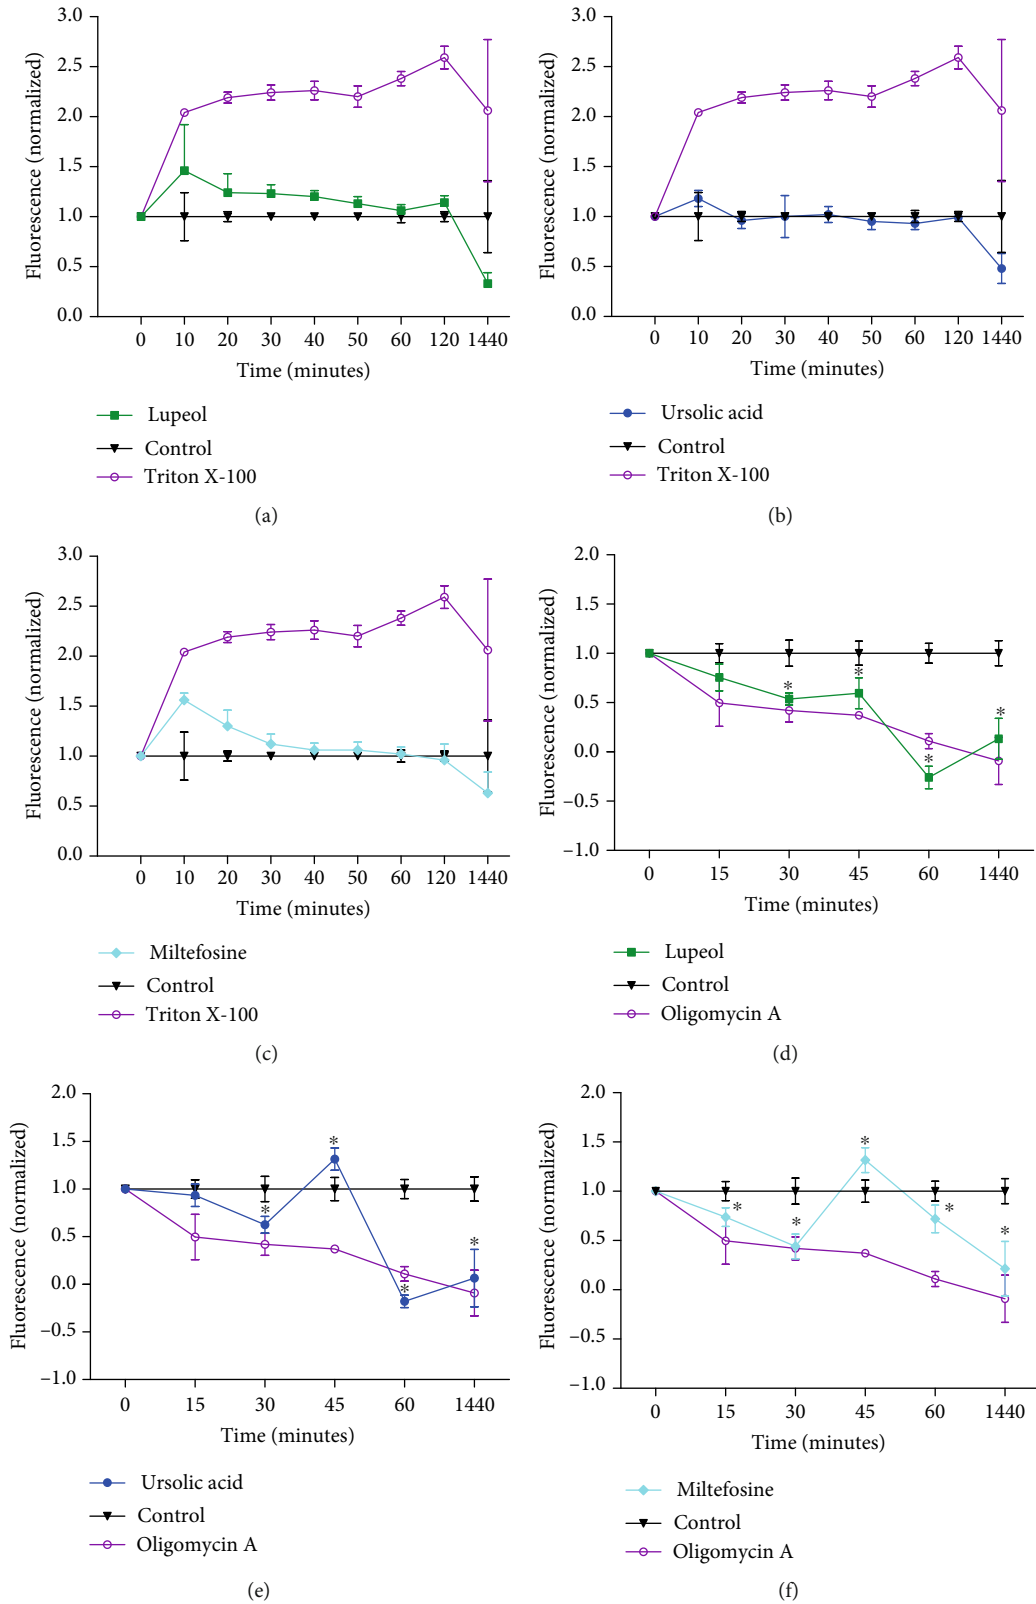 3.0
2.5
2.0
1.5
1.0
0.5
0.0
Fluorescence (normalized)
0 10 20 30 40 50 60 120 1440
Time (minutes)
Lupeol
Control
Triton X-100
(a)
3.0
2.5
2.0
1.5
1.0
0.5
0.0
Fluorescence (normalized)
0 10 20 30 40 50 60 120 1440
Time (minutes)
Ursolic acid
Control
Triton X-100
(b)
3.0
2.5
2.0
1.5
1.0
0.5
0.0
Fluorescence (normalized)
0 10 20 30 40 50 60 120 1440
Time (minutes)
Miltefosine
Control
Triton X-100
(c)
2.0
1.5
1.0
0.5
0.0
–0.5
–1.0
Fluorescence (normalized)
* * * *
0 15 30 45 60 1440
Time (minutes)
Lupeol
Control
Oligomycin A
(d)
2.0
1.5
1.0
0.5
0.0
–0.5
–1.0
Fluorescence (normalized)
* * * *
0 15 30 45 60 1440
Time (minutes)
Ursolic acid
Control
Oligomycin A
(e)
2.0
1.5
1.0
0.5
0.0
–0.5
–1.0
Fluorescence (normalized)
* * * * *
0 15 30 45 60 1440
Time (minutes)
Miltefosine
Control
Oligomycin A
(f)